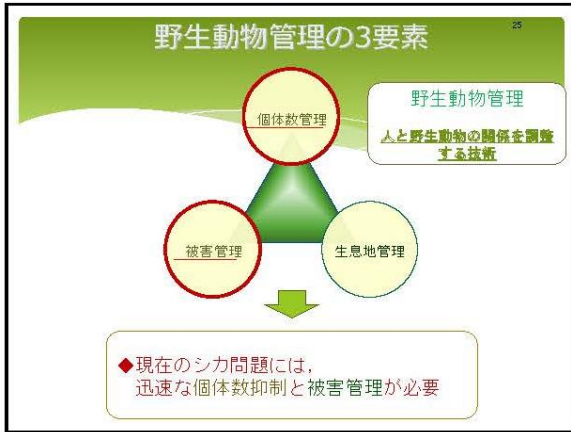 25
野生動物管理の3要素
個体数管理
野生動物管理
人と野生動物の関係を調整
する技術
被害管理
生息地管理
◆現在のシカ問題には,
迅速な個体数抑制と被害管理が必要